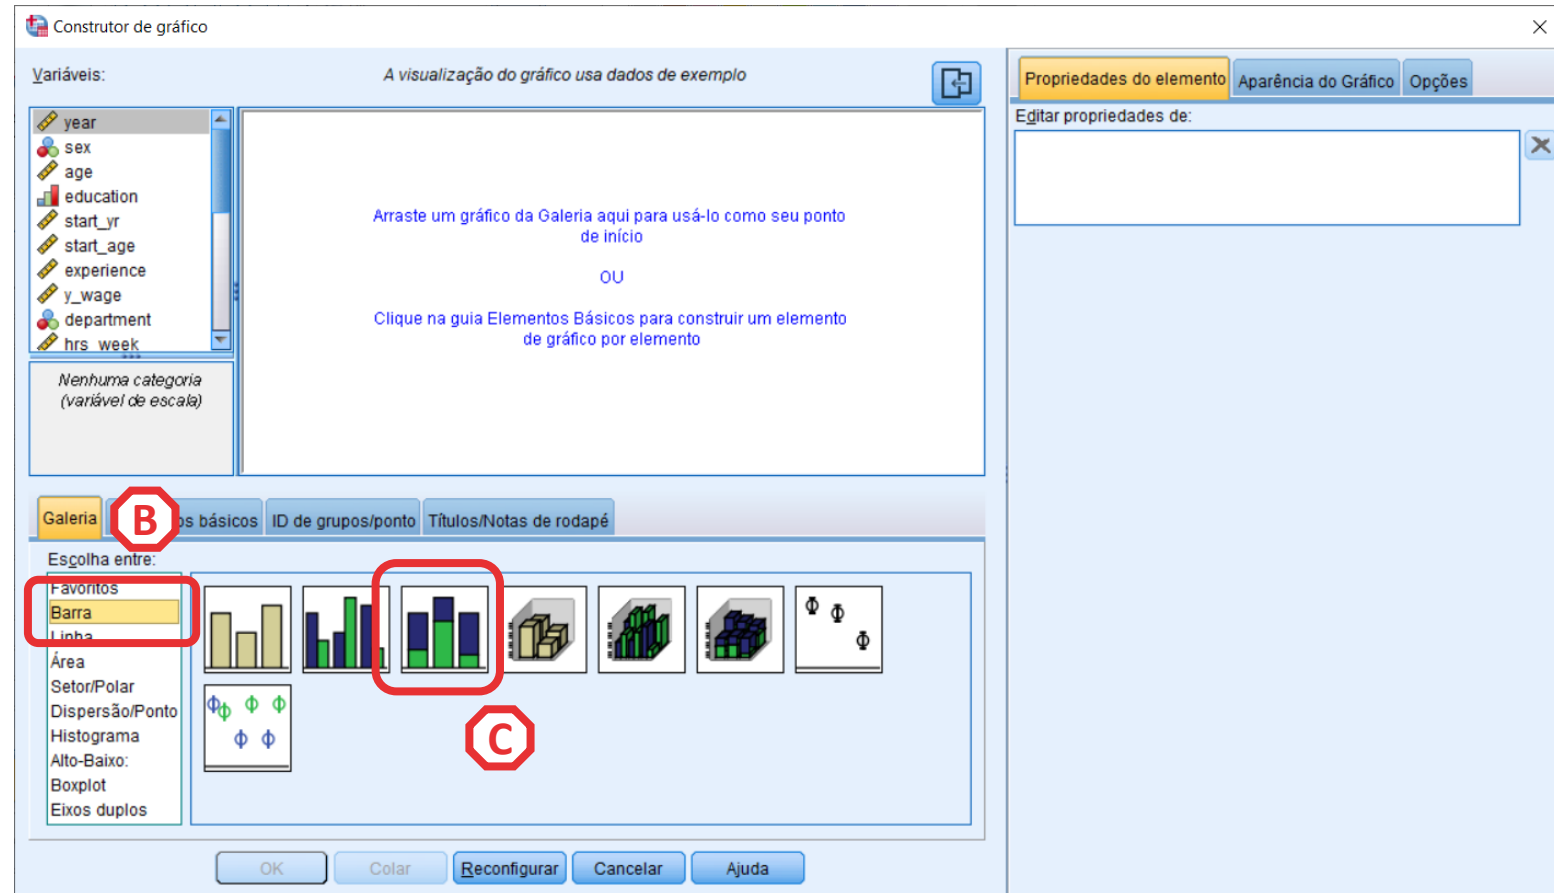 Construtor de gráfico
Variáveis:
A visualização do gráfico usa dados de exemplo
year
sex
age
education
start_yr
start_age
experience
y_wage
department
hrs_week
Nenhuma categoria
(variável de escala)
Arraste um gráfico da Galeria aqui para usá-lo como seu ponto
de início
OU
Clique na guia Elementos Básicos para construir um elemento
de gráfico por elemento
Propriedades do elemento Aparência do Gráfico Opções
Editar propriedades de:
Galeria B básicos ID de grupos/ponto Títulos/Notas de rodapé
Escolha entre:
Favoritos
Barra
Linha
Área
Setor/Polar
Dispersão/Ponto
Histograma
Alto-Baixo:
Boxplot
Eixos duplos
C
OK Colar Reconfigurar Cancelar Ajuda